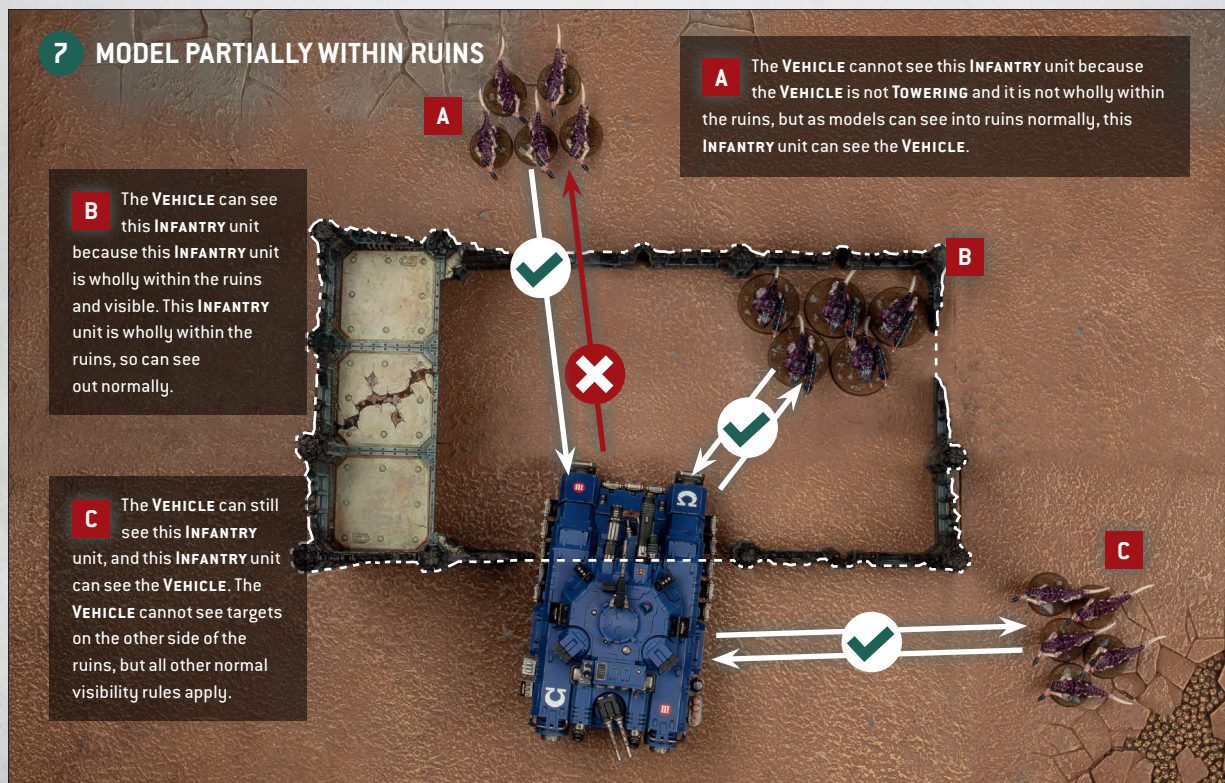 7 MODEL PARTIALLY WITHIN RUINS
A
A The VEHICLE cannot see this INFANTRY unit because
the VEHICLE is not TOWERING and it is not wholly within
the ruins, but as models can see into ruins normally, this
INFANTRY unit can see the VEHICLE.
B The VEHICLE can see
this INFANTRY unit
because this INFANTRY unit
is wholly within the ruins
and visible. This INFANTRY
unit is wholly within the
ruins, so can see
out normally.
B
C The VEHICLE can still
see this INFANTRY
unit, and this INFANTRY unit
can see the VEHICLE. The
VEHICLE cannot see targets
on the other side of the
ruins, but all other normal
visibility rules apply.
C
III
Ω
Ω
III